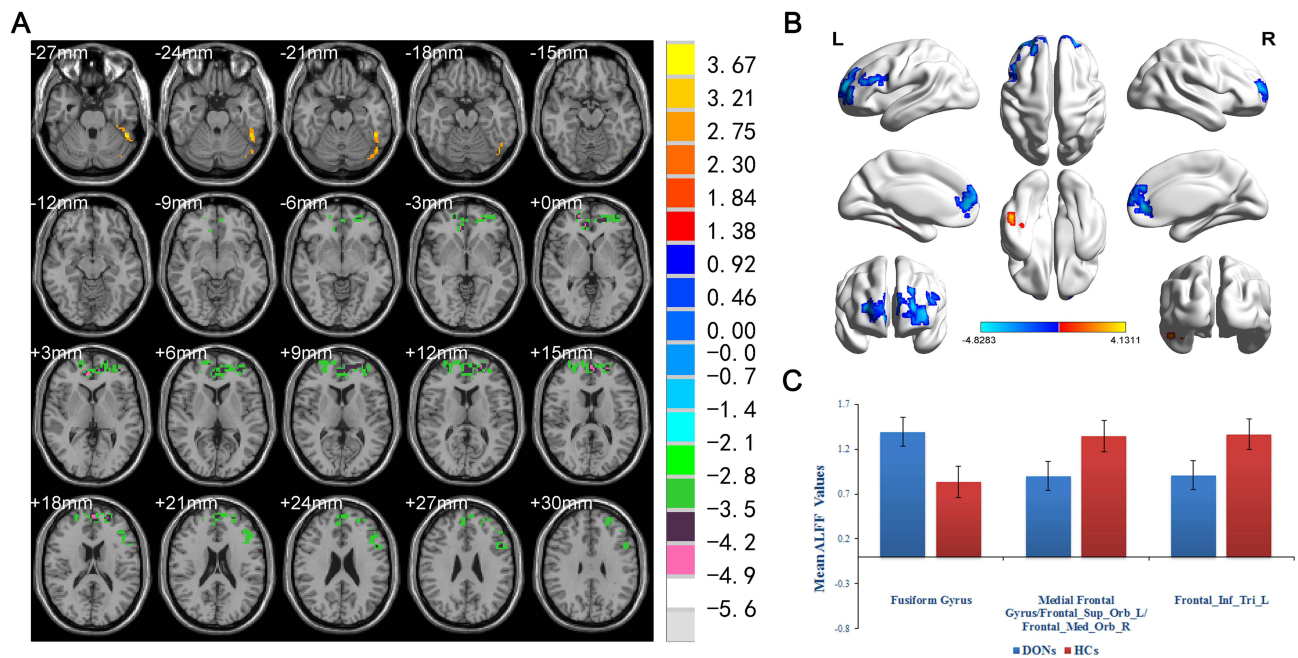 A
-27mm -24mm -21mm -18mm -15mm
-12mm -9mm -6mm -3mm +0mm
+3mm +6mm +9mm +12mm +15mm
+18mm +21mm +24mm +27mm +30mm
3.67
3.21
2.75
2.30
1.84
1.38
0.92
0.46
0.00
-0.0
-0.7
-1.4
-2.1
-2.8
-3.5
-4.2
-4.9
-5.6
B
L
R
-4.8283 4.1311
C
Mean ALFF Values
1.7
1.2
0.7
0.2
-0.3
-0.8
Fusiform Gyrus
Medial Frontal
Gyrus/Frontal_Sup_Orb_L/
Frontal_Med_Orb_R
Frontal_Inf_Tri_L
DONs HCs